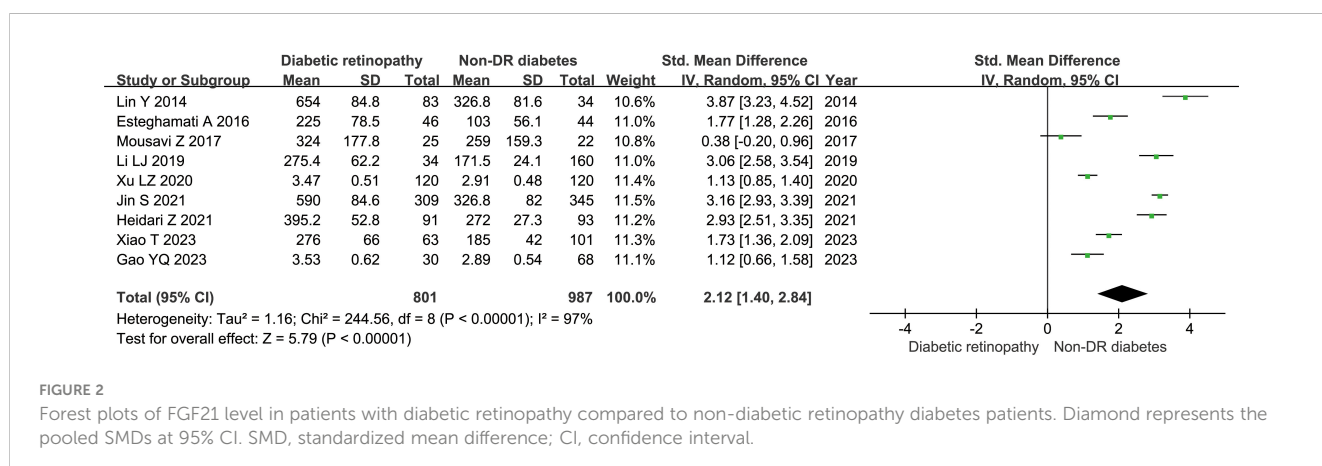 Diabetic retinopathy Non-DR diabetes Std. Mean Difference Std. Mean Difference
Study or Subgroup Mean SD Total Mean SD Total Weight IV, Random, 95% CI Year IV, Random, 95% CI
Lin Y 2014 654 84.8 83 326.8 81.6 34 10.6% 3.87 [3.23, 4.52] 2014
Esteghamati A 2016 225 78.5 46 103 56.1 44 11.0% 1.77 [1.28, 2.26] 2016
Mousavi Z 2017 324 177.8 25 259 159.3 22 10.8% 0.38 [-0.20, 0.96] 2017
Li LJ 2019 275.4 62.2 34 171.5 24.1 160 11.0% 3.06 [2.58, 3.54] 2019
Xu LZ 2020 3.47 0.51 120 2.91 0.48 120 11.4% 1.13 [0.85, 1.40] 2020
Jin S 2021 590 84.6 309 326.8 82 345 11.5% 3.16 [2.93, 3.39] 2021
Heidari Z 2021 395.2 52.8 91 272 27.3 93 11.2% 2.93 [2.51, 3.35] 2021
Xiao T 2023 276 66 63 185 42 101 11.3% 1.73 [1.36, 2.09] 2023
Gao YQ 2023 3.53 0.62 30 2.89 0.54 68 11.1% 1.12 [0.66, 1.58] 2023
Total (95% CI) 801 987 100.0% 2.12 [1.40, 2.84]
Heterogeneity: Tau² = 1.16; Chi² = 244.56, df = 8 (P < 0.00001); I² = 97%
Test for overall effect: Z = 5.79 (P < 0.00001)
-4 -2 0 2 4
Diabetic retinopathy Non-DR diabetes
FIGURE 2
Forest plots of FGF21 level in patients with diabetic retinopathy compared to non-diabetic retinopathy diabetes patients. Diamond represents the
pooled SMDs at 95% CI. SMD, standardized mean difference; CI, confidence interval.